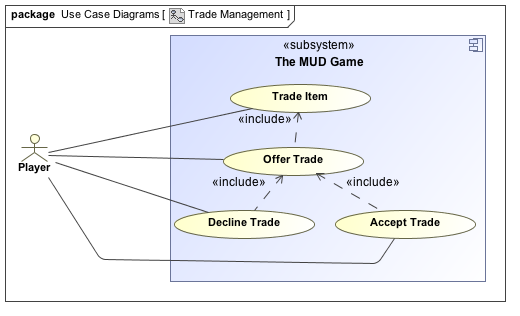 package Use Case Diagrams [ Trade Management ]
«subsystem»
The MUD Game
Trade Item
«include»
Offer Trade
Player
«include»
«include»
Decline Trade
Accept Trade